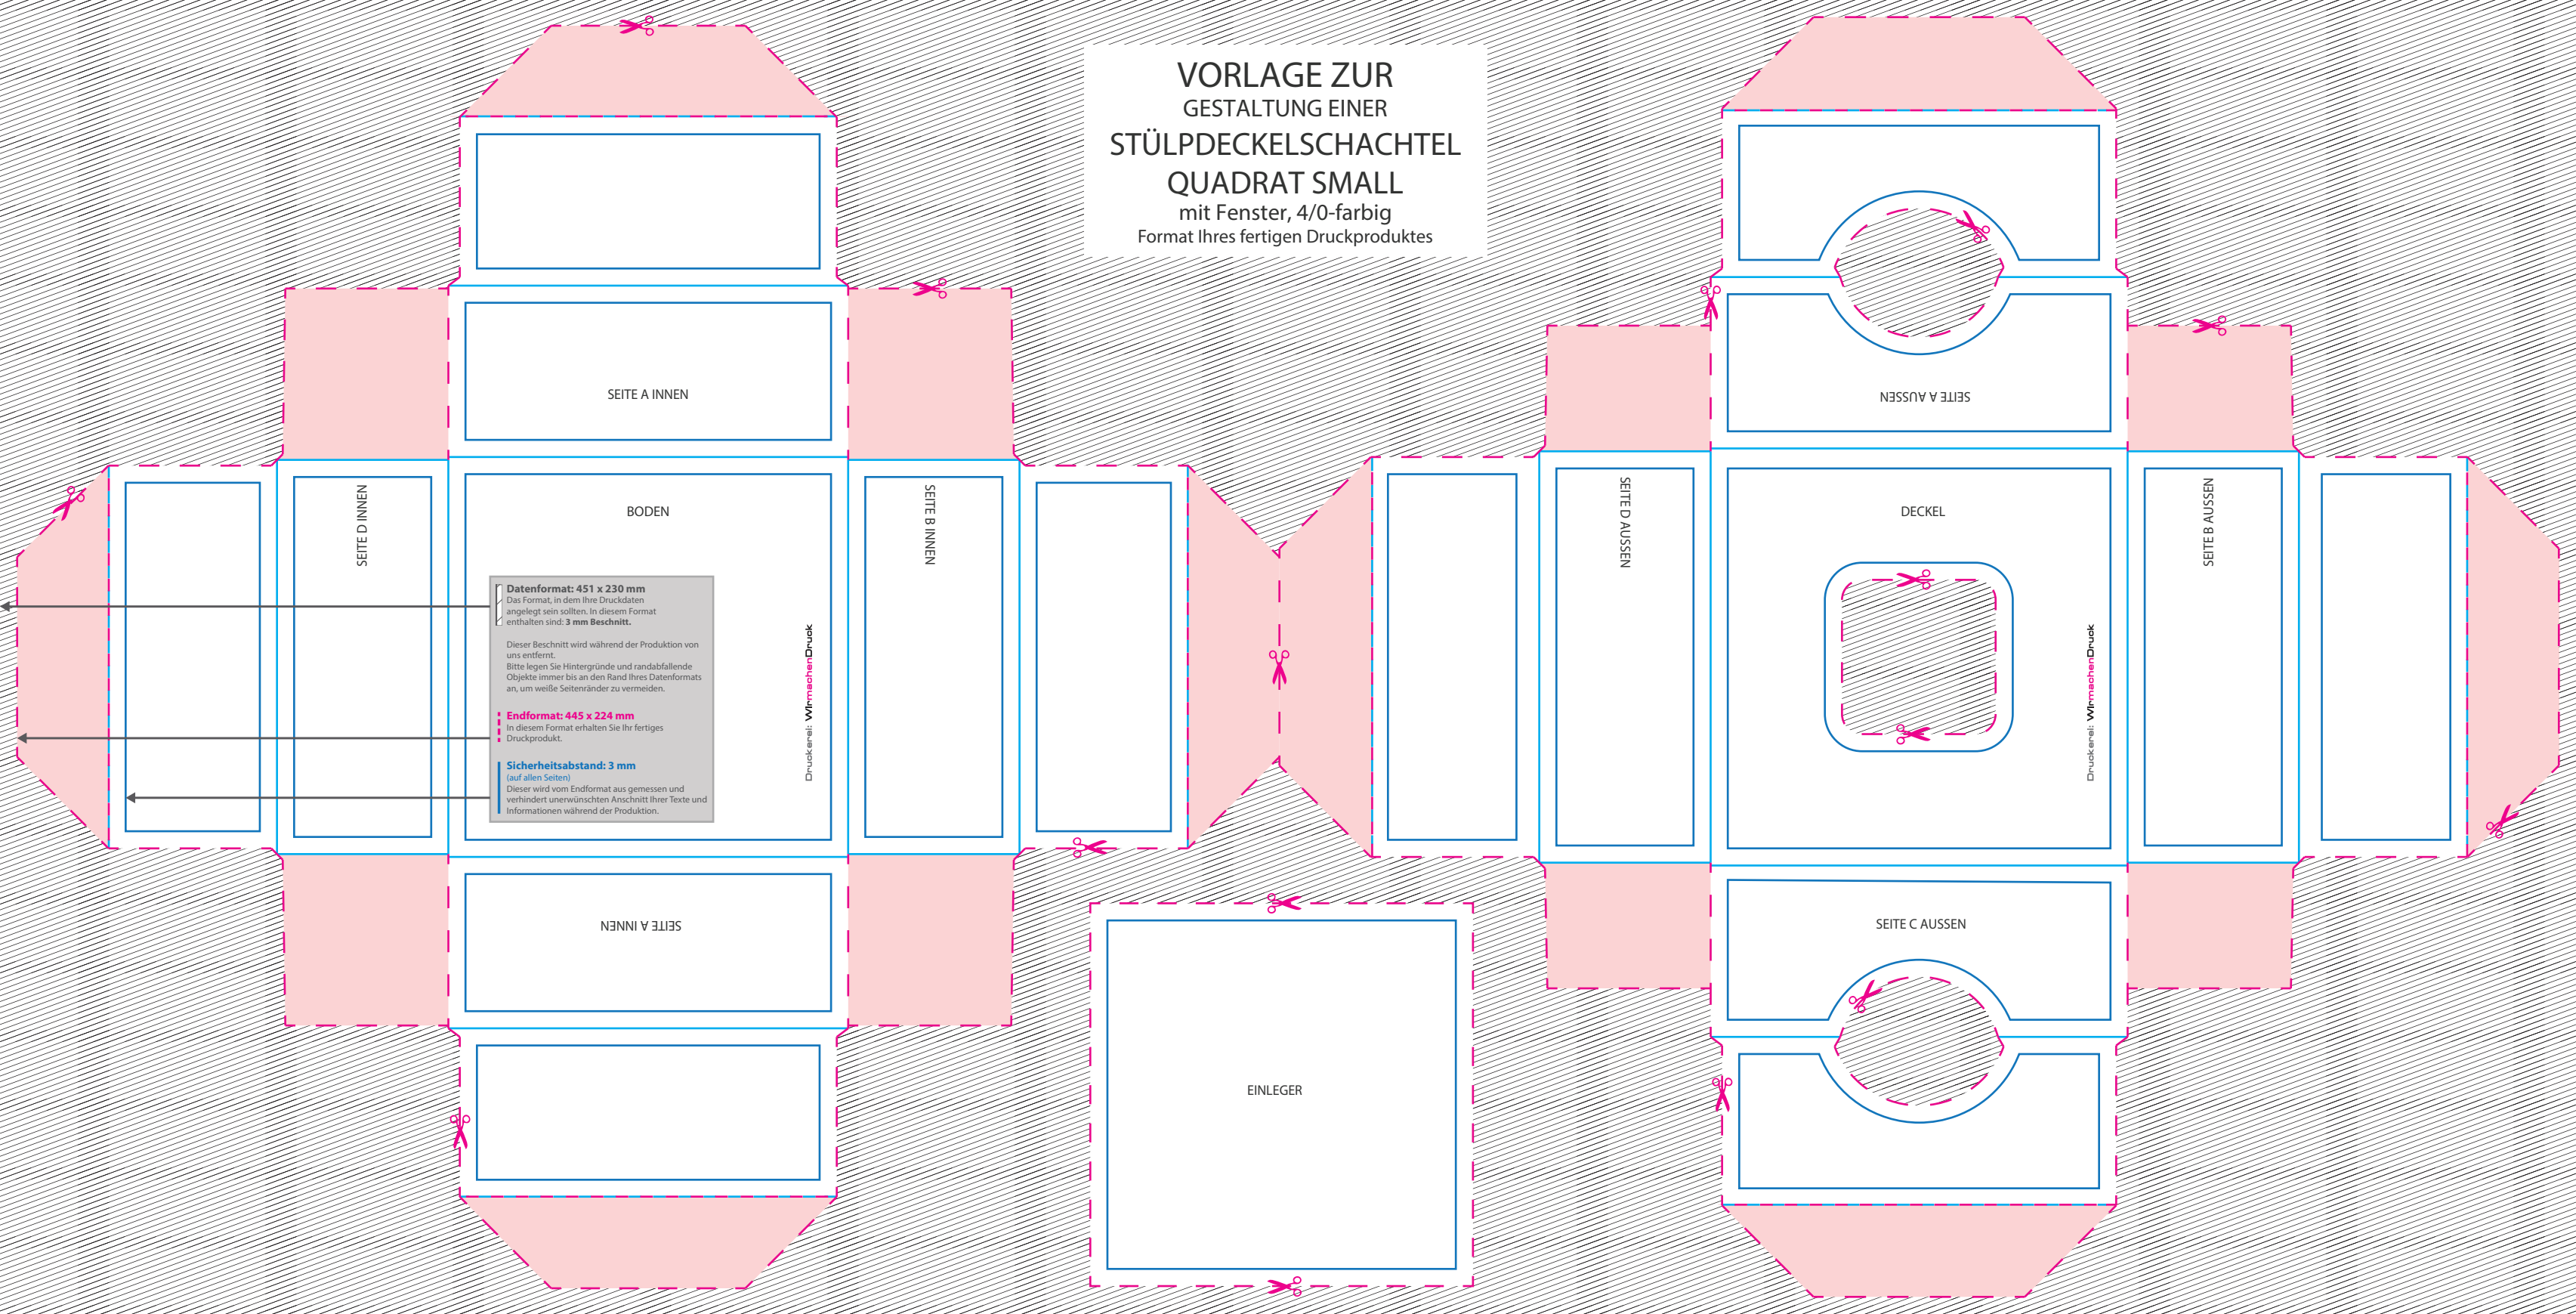 VORLAGE ZUR
GESTALTUNG EINER
STÜLPDECKELSCHACHTEL
QUADRAT SMALL
mit Fenster, 4/0-farbig
Format Ihres fertigen Druckproduktes
SEITE A INNEN
SEITE D INNEN
BODEN
SEITE B INNEN
Datenformat: 451 x 230 mm
Das Format, in dem Ihre Druckdaten
angelegt sein sollten. In diesem Format
enthalten sind: 3 mm Beschnitt.
Dieser Beschnitt wird während der Produktion von
uns entfernt.
Bitte legen Sie Hintergründe und randabfallende
Objekte immer bis an den Rand Ihres Datenformats
an, um weiße Seitenränder zu vermeiden.
Endformat: 445 x 224 mm
In diesem Format erhalten Sie Ihr fertiges
Druckprodukt.
Sicherheitsabstand: 3 mm
(auf allen Seiten)
Dieser wird vom Endformat aus gemessen und
verhindert unerwünschten Anschnitt Ihrer Texte und
Informationen während der Produktion.
Druckerei: WIrmachenDruck
SEITE A INNEN
EINLEGER
SEITE A AUSSEN
SEITE D AUSSEN
DECKEL
SEITE B AUSSEN
Druckerei: WIrmachenDruck
SEITE C AUSSEN